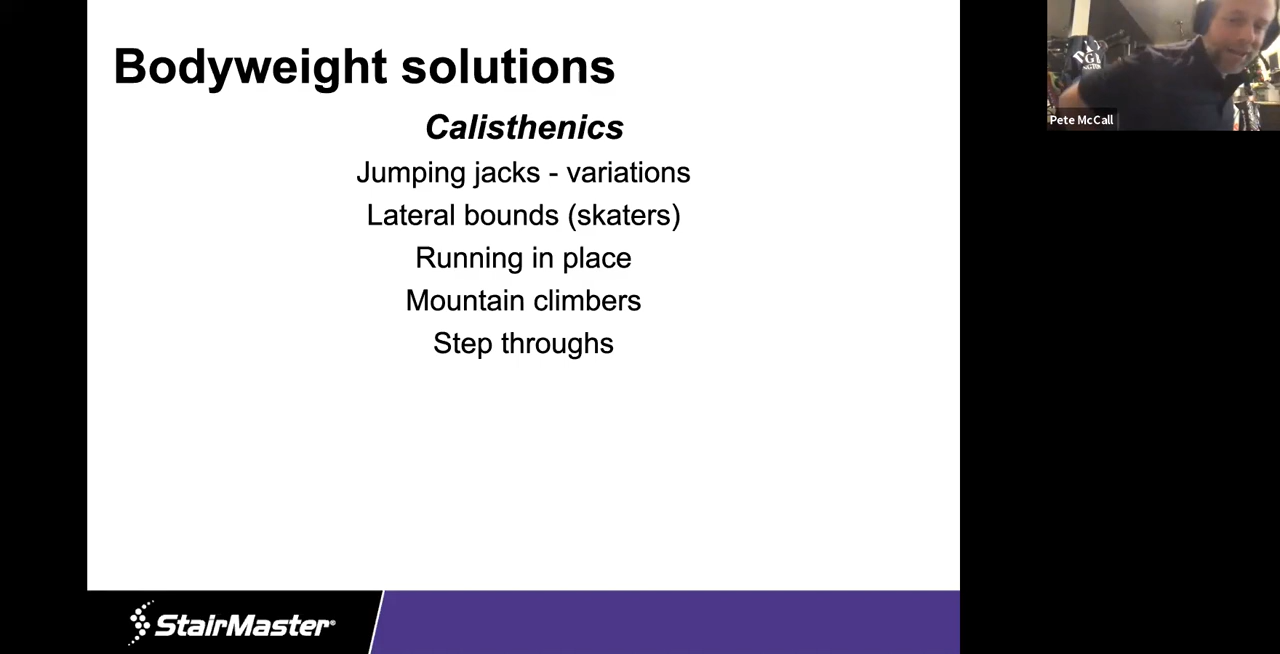 Bodyweight solutions
Calisthenics
Jumping jacks - variations
Lateral bounds (skaters)
Running in place
Mountain climbers
Step throughs
StairMaster®
Pete McCall